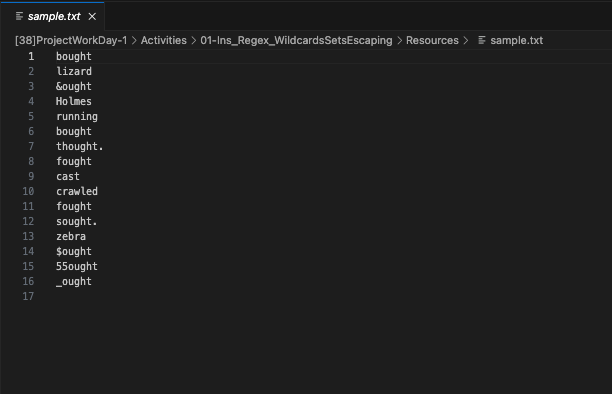 sample.txt ×
[38]ProjectWorkDay-1 > Activities > 01-Ins_Regex_WildcardsSetsEscaping > Resources > sample.txt
1 bought
2 lizard
3 &ought
4 Holmes
5 running
6 bought
7 thought.
8 fought
9 cast
10 crawled
11 fought
12 sought.
13 zebra
14 $ought
15 55ought
16 _ought
17